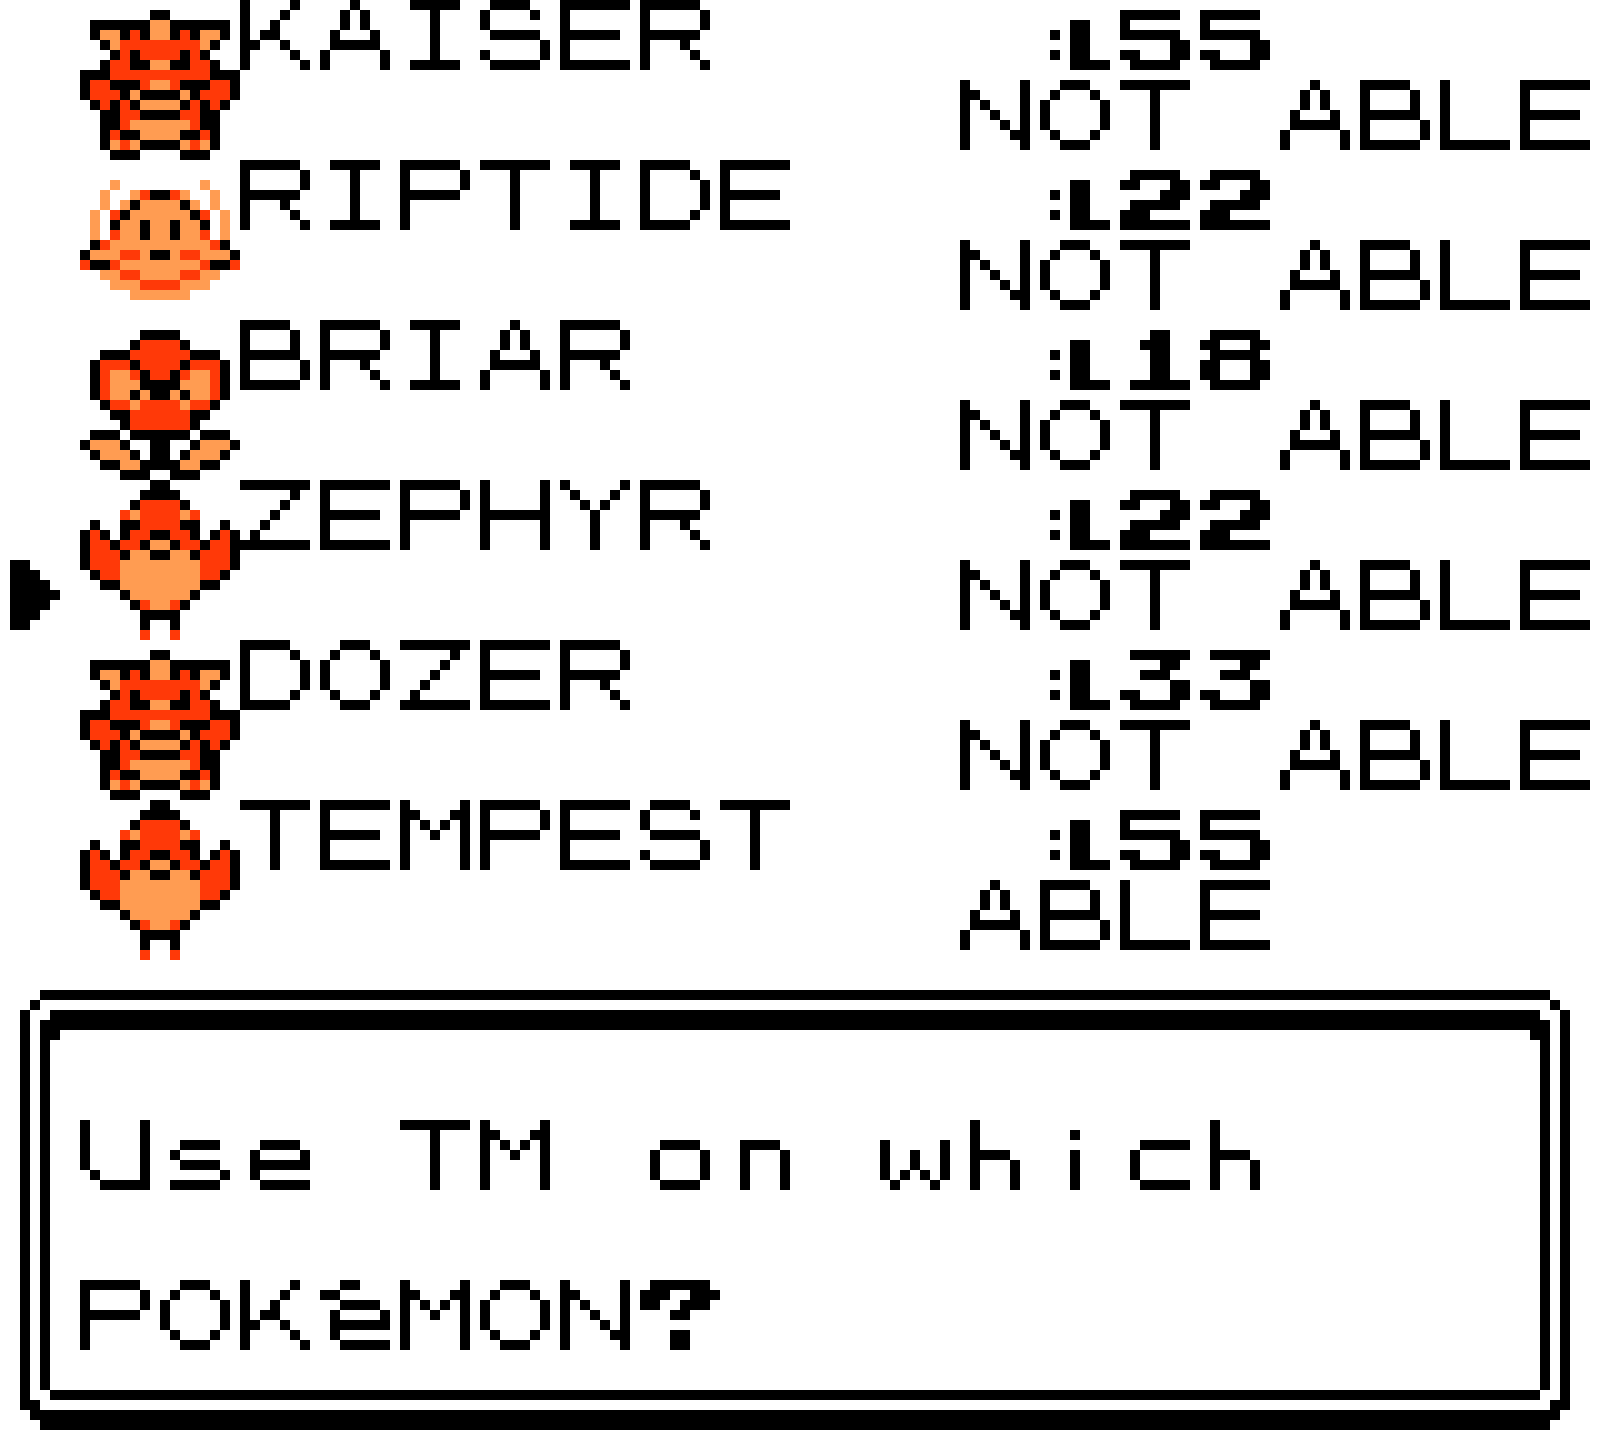 KAISER :L55
NOT ABLE
RIPTIDE :L22
NOT ABLE
BRIAR :L18
NOT ABLE
ZEPHYR :L22
NOT ABLE
DOZER :L33
NOT ABLE
TEMPEST :L55
ABLE
Use TM on which
POKéMON?